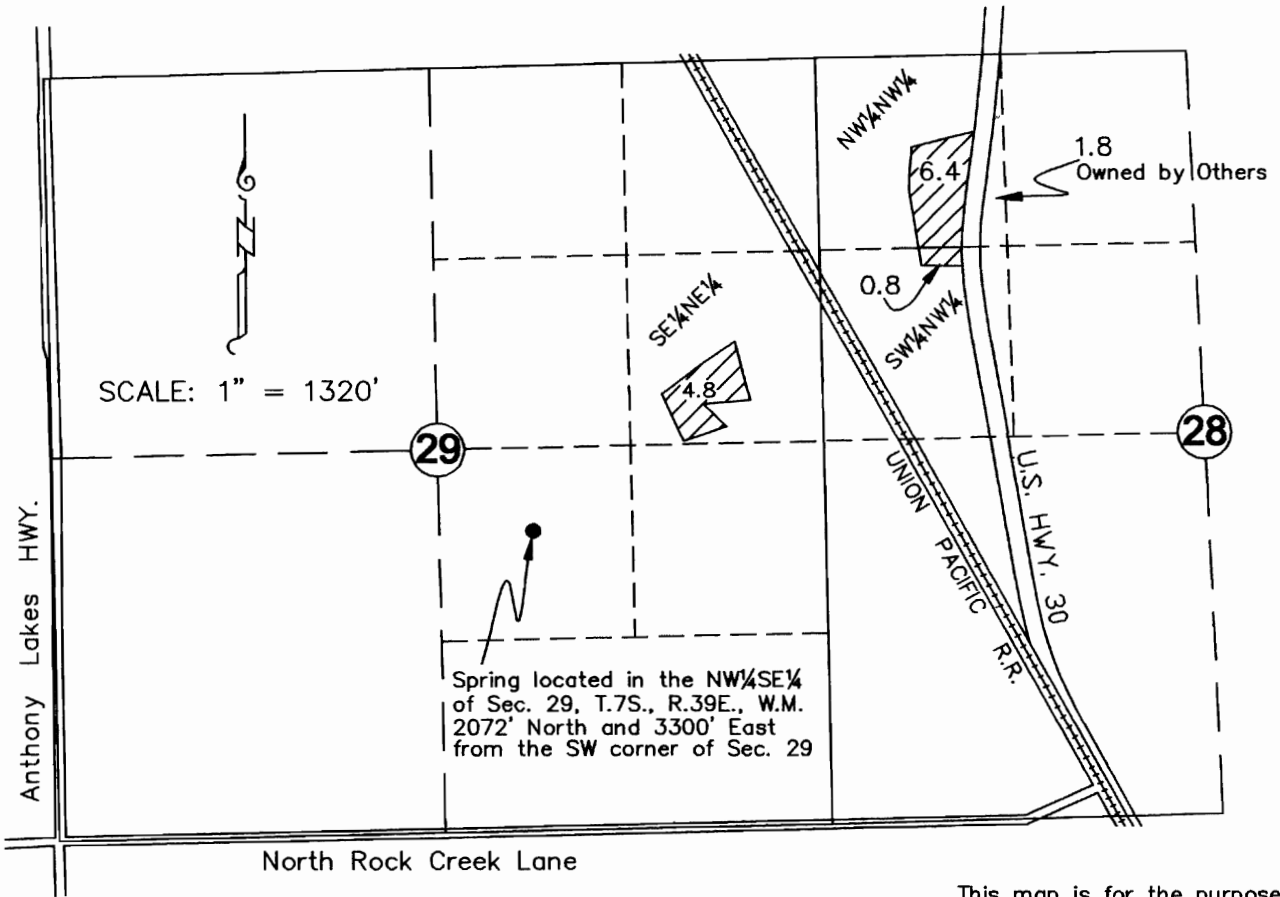 NW¼NW¼
6.4
1.8
Owned by Others
0.8
SW¼NW¼
SE¼NE¼
4.8
SCALE: 1" = 1320'
29
28
UNION PACIFIC R.R.
U.S. HWY. 30
Anthony Lakes HWY.
Spring located in the NW¼SE¼
of Sec. 29, T.7S., R.39E., W.M.
2072' North and 3300' East
from the SW corner of Sec. 29
North Rock Creek Lane
This map is for the purpose